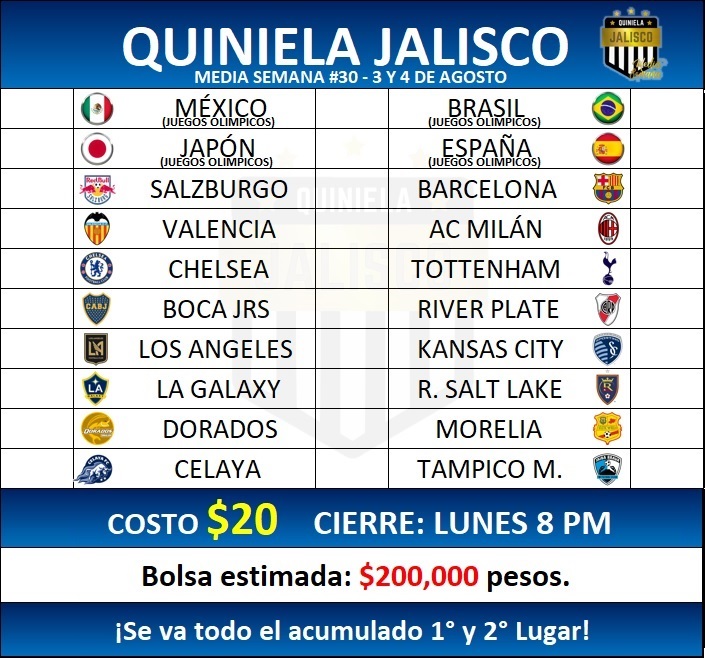 QUINIELA JALISCO
QUINIELA
JALISCO
MEDIA SEMANA #30 - 3 Y 4 DE AGOSTO
MÉXICO BRASIL
(JUEGOS OLIMPICOS) (JUEGOS OLIMPICOS)
JAPÓN ESPAÑA
(JUEGOS OLIMPICOS) (JUEGOS OLIMPICOS)
SALZBURGO BARCELONA
QUINIELA
VALENCIA AC MILÁN
JALISCO
CHELSEA TOTTENHAM
BOCA JRS RIVER PLATE
LOS ANGELES KANSAS CITY
LA GALAXY R. SALT LAKE
DORADOS MORELIA
CELAYA TAMPICO M.
COSTO $20 CIERRE: LUNES 8 PM
Bolsa estimada: $200,000 pesos.
¡Se va todo el acumulado 1° y 2° Lugar!